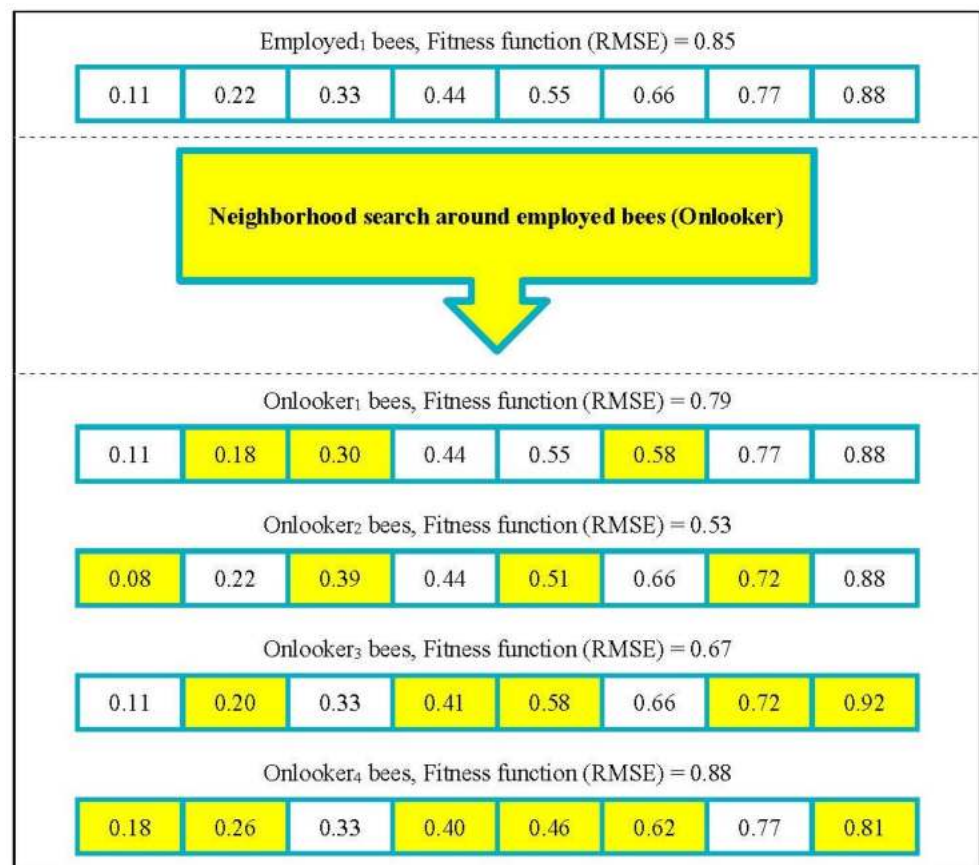 Employed₁ bees, Fitness function (RMSE) = 0.85
0.11 0.22 0.33 0.44 0.55 0.66 0.77 0.88
Neighborhood search around employed bees (Onlooker)
Onlooker₁ bees, Fitness function (RMSE) = 0.79
0.11 0.18 0.30 0.44 0.55 0.58 0.77 0.88
Onlooker₂ bees, Fitness function (RMSE) = 0.53
0.08 0.22 0.39 0.44 0.51 0.66 0.72 0.88
Onlooker₃ bees, Fitness function (RMSE) = 0.67
0.11 0.20 0.33 0.41 0.58 0.66 0.72 0.92
Onlooker₄ bees, Fitness function (RMSE) = 0.88
0.18 0.26 0.33 0.40 0.46 0.62 0.77 0.81